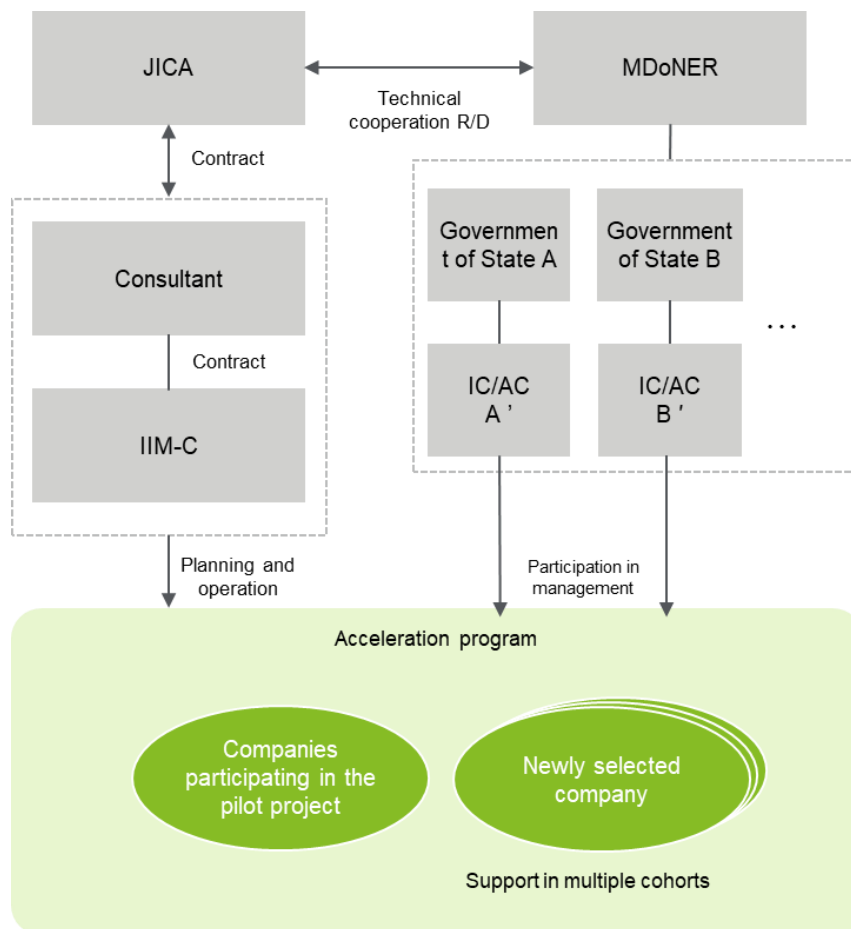 JICA
MDoNER
Technical
cooperation R/D
Contract
Consultant
Contract
IIM-C
Governmen
t of State A
Government
of State B
...
IC/AC
A ’
IC/AC
B ′
Planning and
operation
Participation in
management
Acceleration program
Companies
participating in the
pilot project
Newly selected
company
Support in multiple cohorts